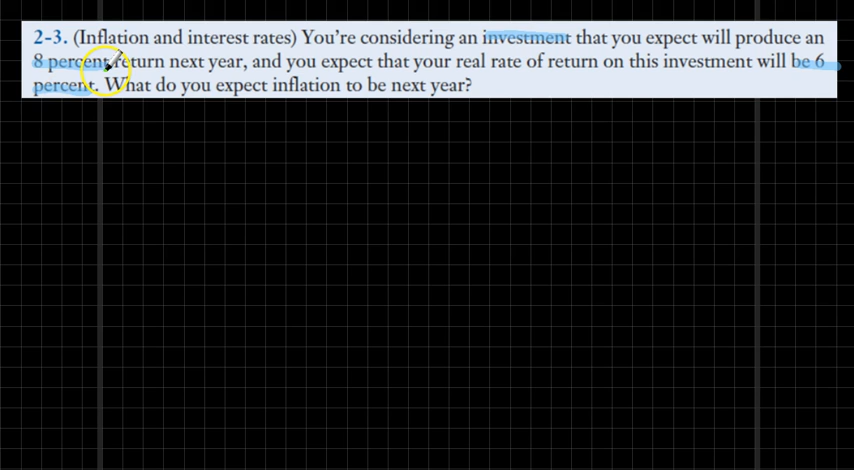 2-3. (Inflation and interest rates) You're considering an investment that you expect will produce an
8 percent return next year, and you expect that your real rate of return on this investment will be 6
percent. What do you expect inflation to be next year?